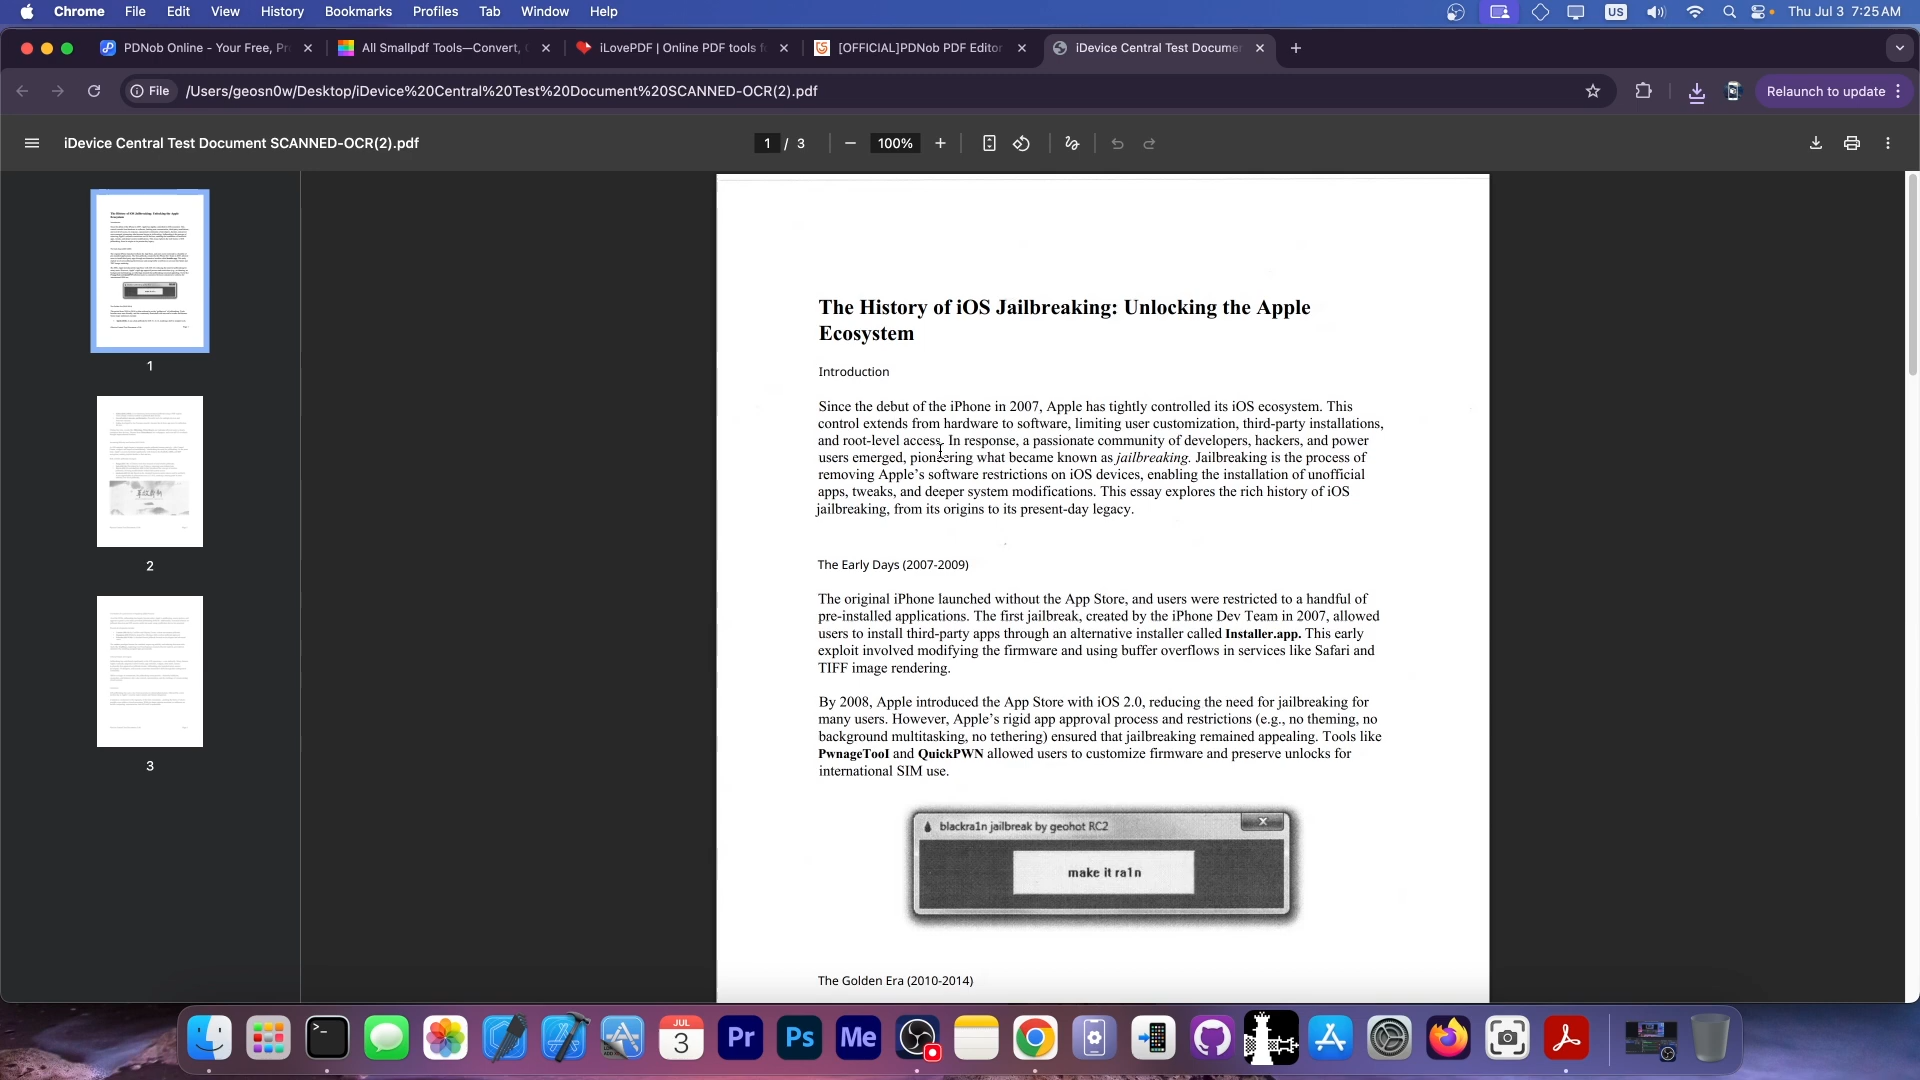 Chrome File Edit View History Bookmarks Profiles Tab Window Help
US
Thu Jul 3 7:25 AM
PDNob Online - Your Free, Pr
All Smallpdf Tools—Convert, C
iLovePDF | Online PDF tools f
[OFFICIAL]PDNob PDF Editor
iDevice Central Test Docume
File
/Users/geosn0w/Desktop/iDevice%20Central%20Test%20Document%20SCANNED-OCR(2).pdf
Relaunch to update
iDevice Central Test Document SCANNED-OCR(2).pdf
1 / 3
100%
1
2
3
The History of iOS Jailbreaking: Unlocking the Apple
Ecosystem
Introduction
Since the debut of the iPhone in 2007, Apple has tightly controlled its iOS ecosystem. This
control extends from hardware to software, limiting user customization, third-party installations,
and root-level access. In response, a passionate community of developers, hackers, and power
users emerged, pioneering what became known as jailbreaking. Jailbreaking is the process of
removing Apple's software restrictions on iOS devices, enabling the installation of unofficial
apps, tweaks, and deeper system modifications. This essay explores the rich history of iOS
jailbreaking, from its origins to its present-day legacy.
The Early Days (2007-2009)
The original iPhone launched without the App Store, and users were restricted to a handful of
pre-installed applications. The first jailbreak, created by the iPhone Dev Team in 2007, allowed
users to install third-party apps through an alternative installer called Installer.app. This early
exploit involved modifying the firmware and using buffer overflows in services like Safari and
TIFF image rendering.
By 2008, Apple introduced the App Store with iOS 2.0, reducing the need for jailbreaking for
many users. However, Apple's rigid app approval process and restrictions (e.g., no theming, no
background multitasking, no tethering) ensured that jailbreaking remained appealing. Tools like
PwnageTool and QuickPWN allowed users to customize firmware and preserve unlocks for
international SIM use.
blackra1n jailbreak by geohot RC2
X
make it ra1n
The Golden Era (2010-2014)
JUL
3
Pr
Ps
Me